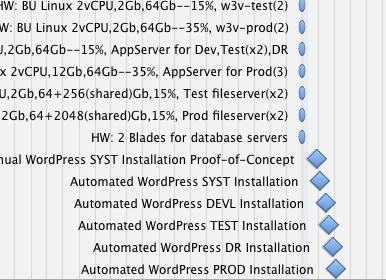 HW: BU Linux 2vCPU,2Gb,64Gb--15%, w3v-test(2)
HW: BU Linux 2vCPU,2Gb,64Gb--35%, w3v-prod(2)
2Gb,64Gb--15%, AppServer for Dev,Test(x2),DR
2vCPU,12Gb,64Gb--35%, AppServer for Prod(3)
2Gb,64+256(shared)Gb,15%, Test fileserver(x2)
2Gb,64+2048(shared)Gb,15%, Prod fileserver(x2)
HW: 2 Blades for database servers
WordPress SYST Installation Proof-of-Concept
Automated WordPress SYST Installation
Automated WordPress DEVL Installation
Automated WordPress TEST Installation
Automated WordPress DR Installation
Automated WordPress PROD Installation